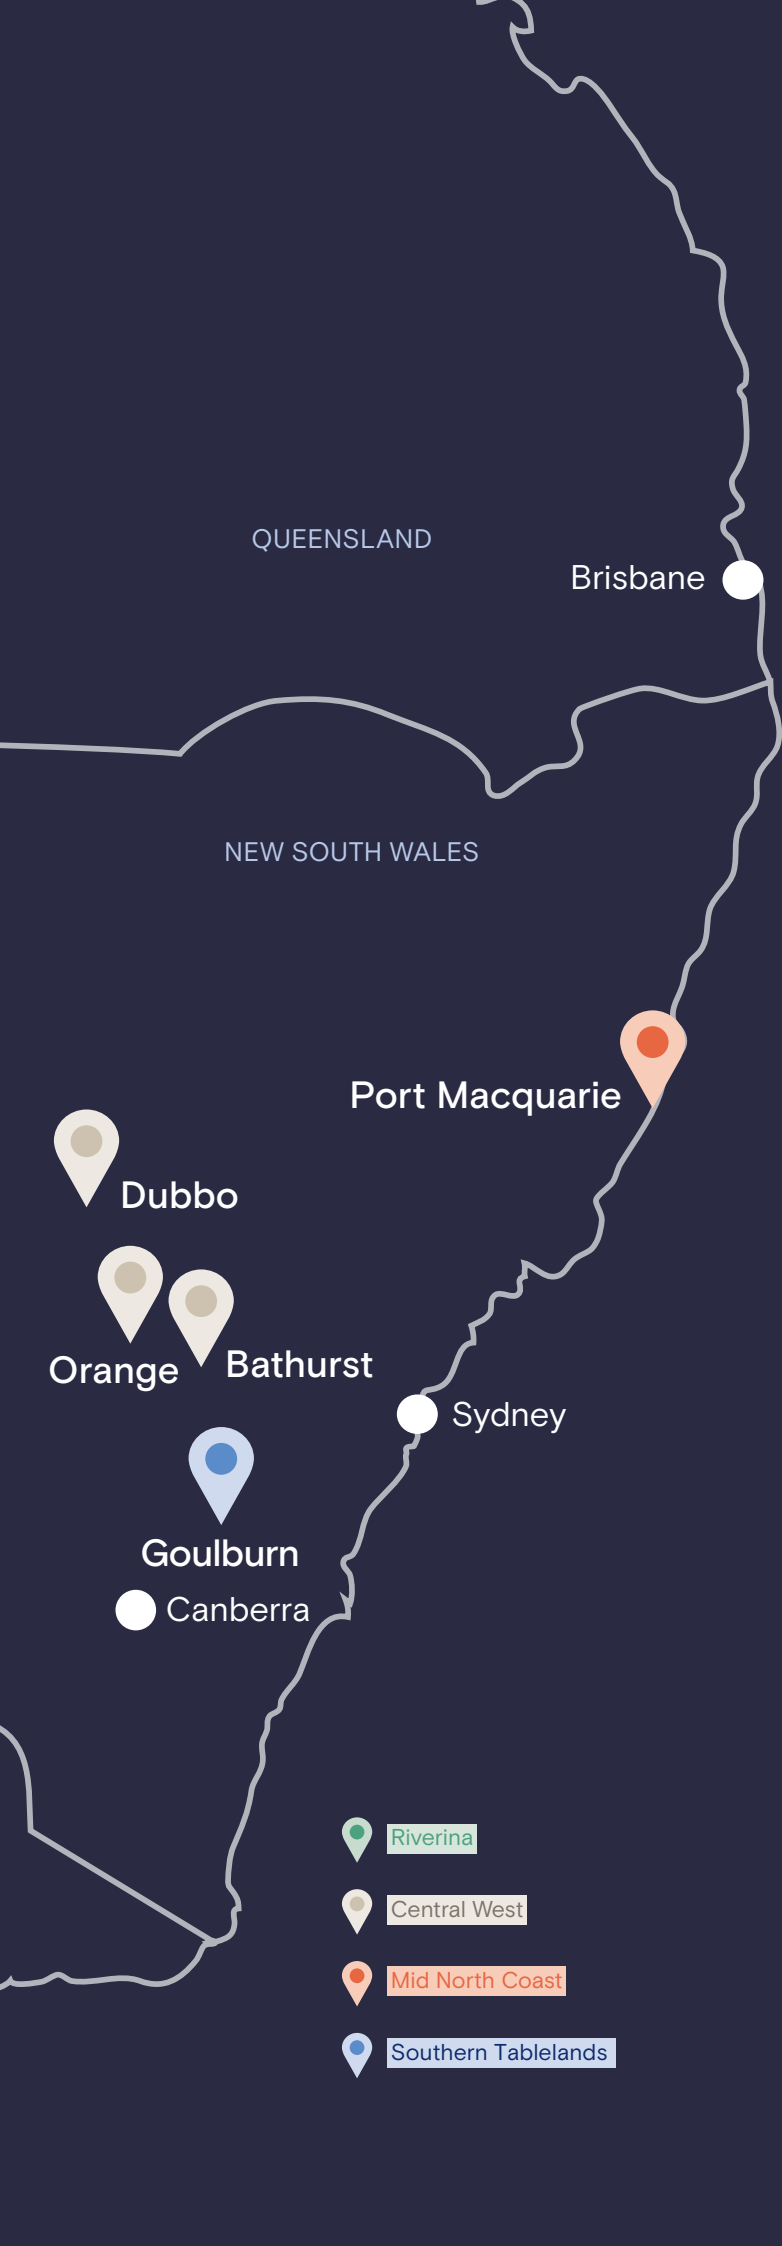 QUEENSLAND
Brisbane
NEW SOUTH WALES
Port Macquarie
Dubbo
Orange
Bathurst
Sydney
Goulburn
Canberra
Riverina
Central West
Mid North Coast
Southern Tablelands